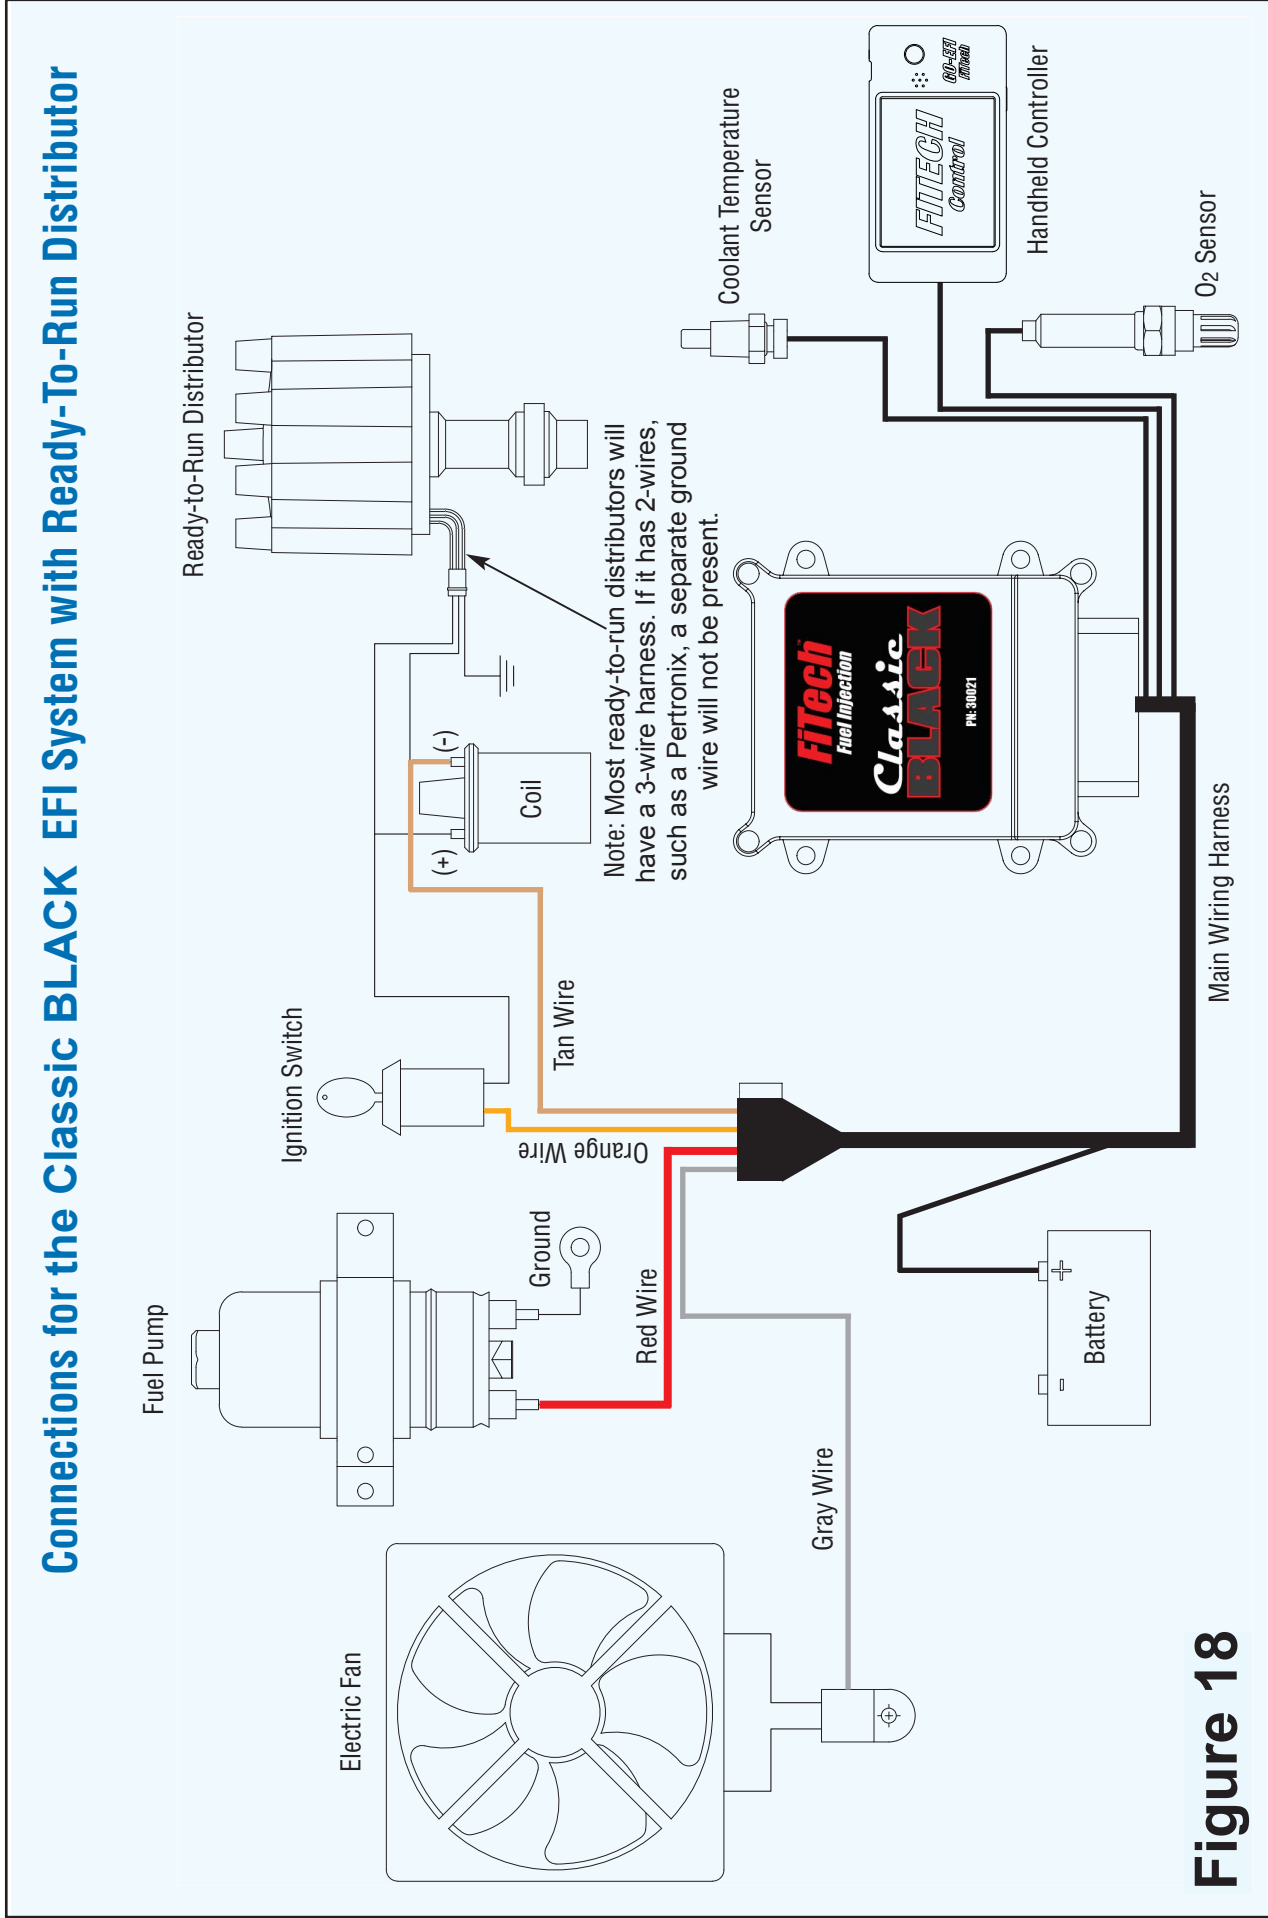 Connections for the Classic BLACK EFI System with Ready-To-Run Distributor
Ready-to-Run Distributor
Ignition Switch
Fuel Pump
Electric Fan
Coolant Temperature
Sensor
Handheld Controller
FiTECH
Control
GO-EFI
FiTech
O2 Sensor
(-)
(+)
Coil
Note: Most ready-to-run distributors will
have a 3-wire harness. If it has 2-wires,
such as a Pertronix, a separate ground
wire will not be present.
Tan Wire
Orange Wire
Ground
Red Wire
Gray Wire
FiTech
Fuel Injection
Classic
BLACK
PN: 30021
Main Wiring Harness
+
-
Battery
Figure 18